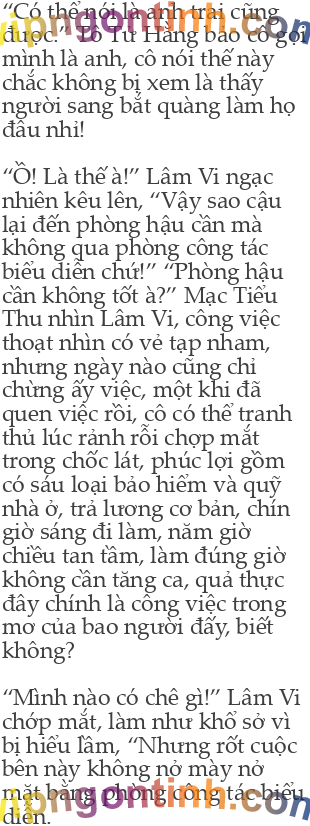 “Có thể nói là anh trai cũng
được.” Tô Tư Hằng bảo cô gọi
mình là anh, cô nói thế này
chắc không bị xem là thấy
người sang bắt quàng làm họ
đâu nhỉ!
“Ồ! Là thế à!” Lâm Vi ngạc
nhiên kêu lên, “Vậy sao cậu
lại đến phòng hậu cần mà
không qua phòng công tác
biểu diễn chứ!” “Phòng hậu
cần không tốt à?” Mạc Tiểu
Thu nhìn Lâm Vi, công việc
thoạt nhìn có vẻ tạp nham,
nhưng ngày nào cũng chỉ
chừng ấy việc, một khi đã
quen việc rồi, cô có thể tranh
thủ lúc rảnh rỗi chợp mắt
trong chốc lát, phúc lợi gồm
có sáu loại bảo hiểm và quỹ
nhà ở, trả lương cơ bản, chín
giờ sáng đi làm, năm giờ
chiều tan tầm, làm đúng giờ
không cần tăng ca, quả thực
đây chính là công việc trong
mơ của bao người đấy, biết
không?
“Mình nào có chê gì!” Lâm Vi
chớp mắt, làm như khổ sở vì
bị hiểu lầm, “Nhưng rốt cuộc
bên này không nở mày nở
mặt bằng phòng công tác biểu
diễn.
vipngontinh.com
vipngontinh.com